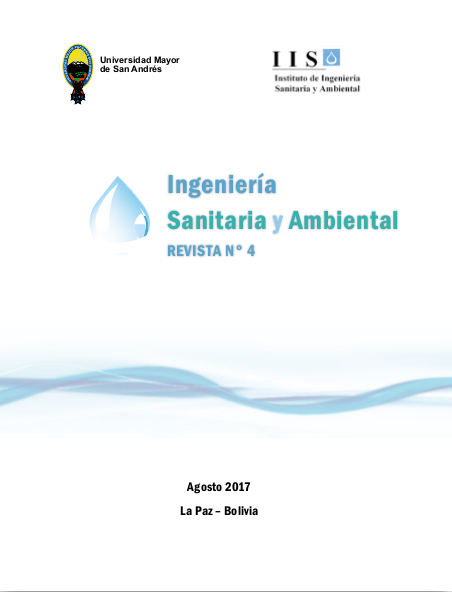 Universidad Mayor
de San Andrés
I I S
Instituto de Ingeniería
Sanitaria y Ambiental
Ingeniería
Sanitaria y Ambiental
REVISTA N° 4
Agosto 2017
La Paz – Bolivia